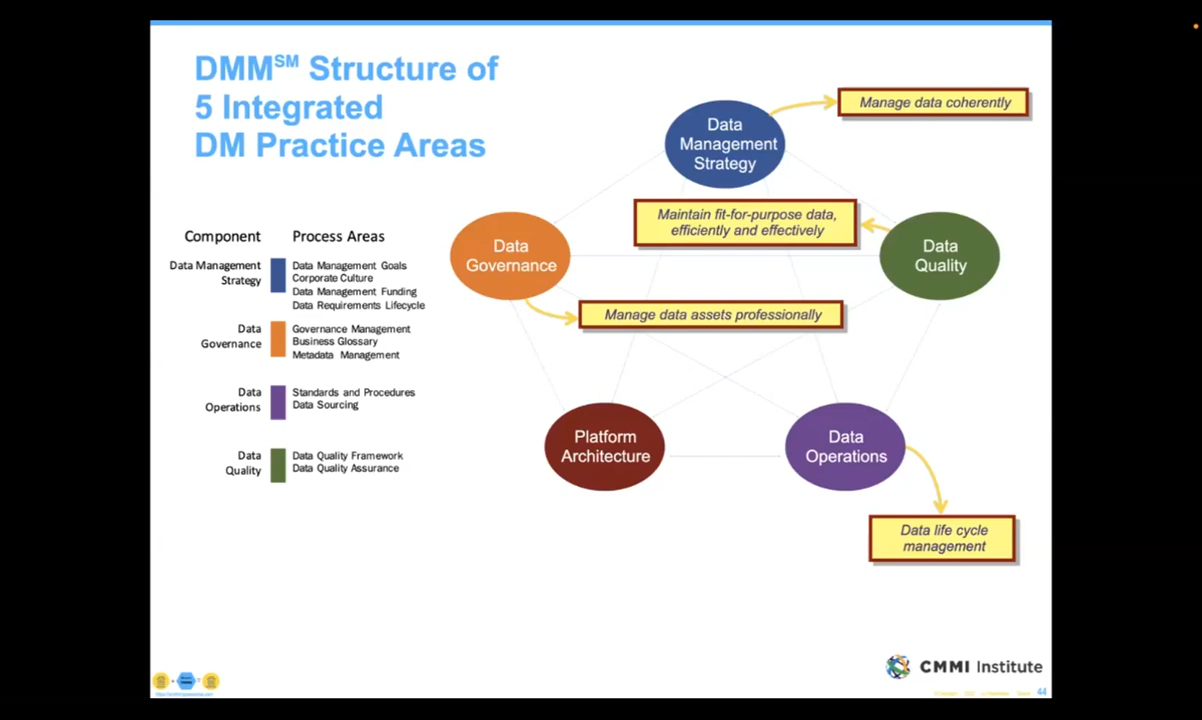 DMM℠ Structure of
5 Integrated
DM Practice Areas
Component
Process Areas
Data Management
Strategy
Data Management Goals
Corporate Culture
Data Management Funding
Data Requirements Lifecycle
Data
Governance
Governance Management
Business Glossary
Metadata Management
Data
Operations
Standards and Procedures
Data Sourcing
Data
Quality
Data Quality Framework
Data Quality Assurance
Data
Management
Strategy
Manage data coherently
Maintain fit-for-purpose data,
efficiently and effectively
Data
Governance
Data
Quality
Manage data assets professionally
Platform
Architecture
Data
Operations
Data life cycle
management
CMMI Institute
44